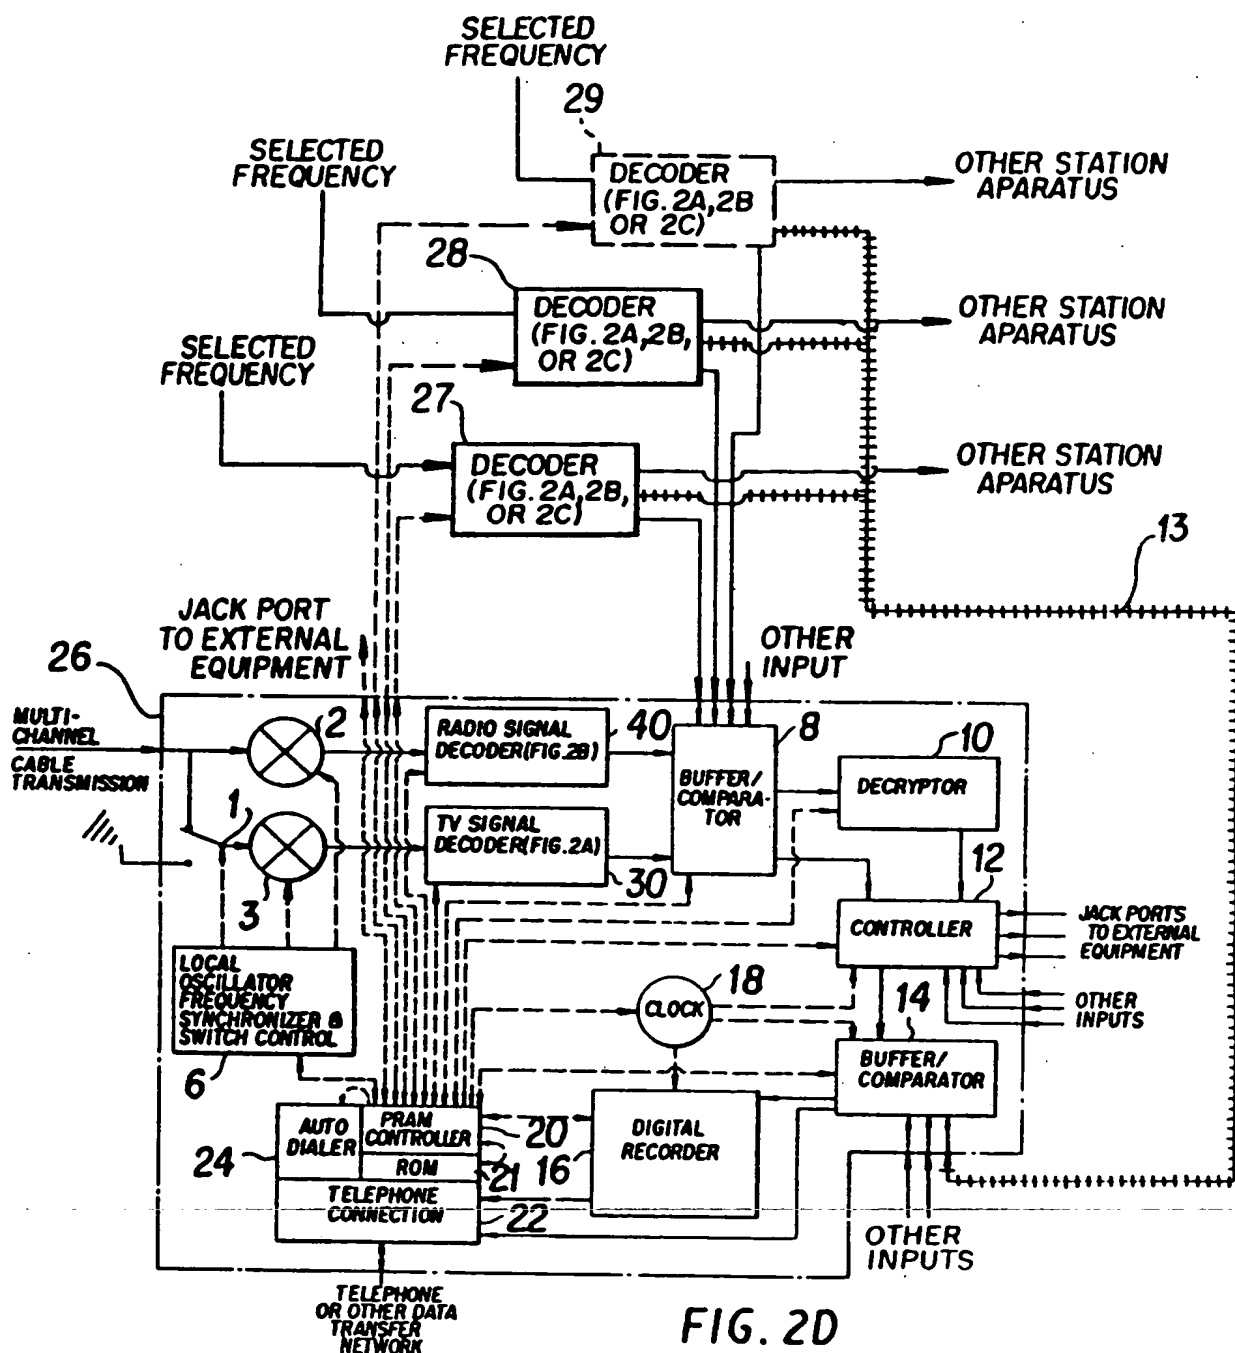 SELECTED
FREQUENCY
29
SELECTED
FREQUENCY
DECODER
(FIG. 2A, 2B
OR 2C)
OTHER STATION
APARATUS
28
DECODER
(FIG. 2A, 2B,
OR 2C)
OTHER STATION
APARATUS
SELECTED
FREQUENCY
27
DECODER
(FIG. 2A, 2B,
OR 2C)
OTHER STATION
APARATUS
13
JACK PORT
TO EXTERNAL
EQUIPMENT
OTHER
INPUT
26
MULTI-
CHANNEL
CABLE
TRANSMISSION
2
RADIO SIGNAL
DECODER (FIG. 2B)
40
8
BUFFER/
COMPARA-
TOR
10
DECRYPTOR
1
3
TV SIGNAL
DECODER (FIG. 2A)
30
12
CONTROLLER
JACK PORTS
TO EXTERNAL
EQUIPMENT
LOCAL
OSCILLATOR
FREQUENCY
SYNCHRONIZER &
SWITCH CONTROL
6
18
CLOCK
14
OTHER
INPUTS
BUFFER/
COMPARATOR
AUTO
DIALER
24
PRAM
CONTROLLER
20
ROM
21
16
DIGITAL
RECORDER
TELEPHONE
CONNECTION
22
OTHER
INPUTS
TELEPHONE
OR OTHER DATA
TRANSFER
NETWORK
FIG. 2D